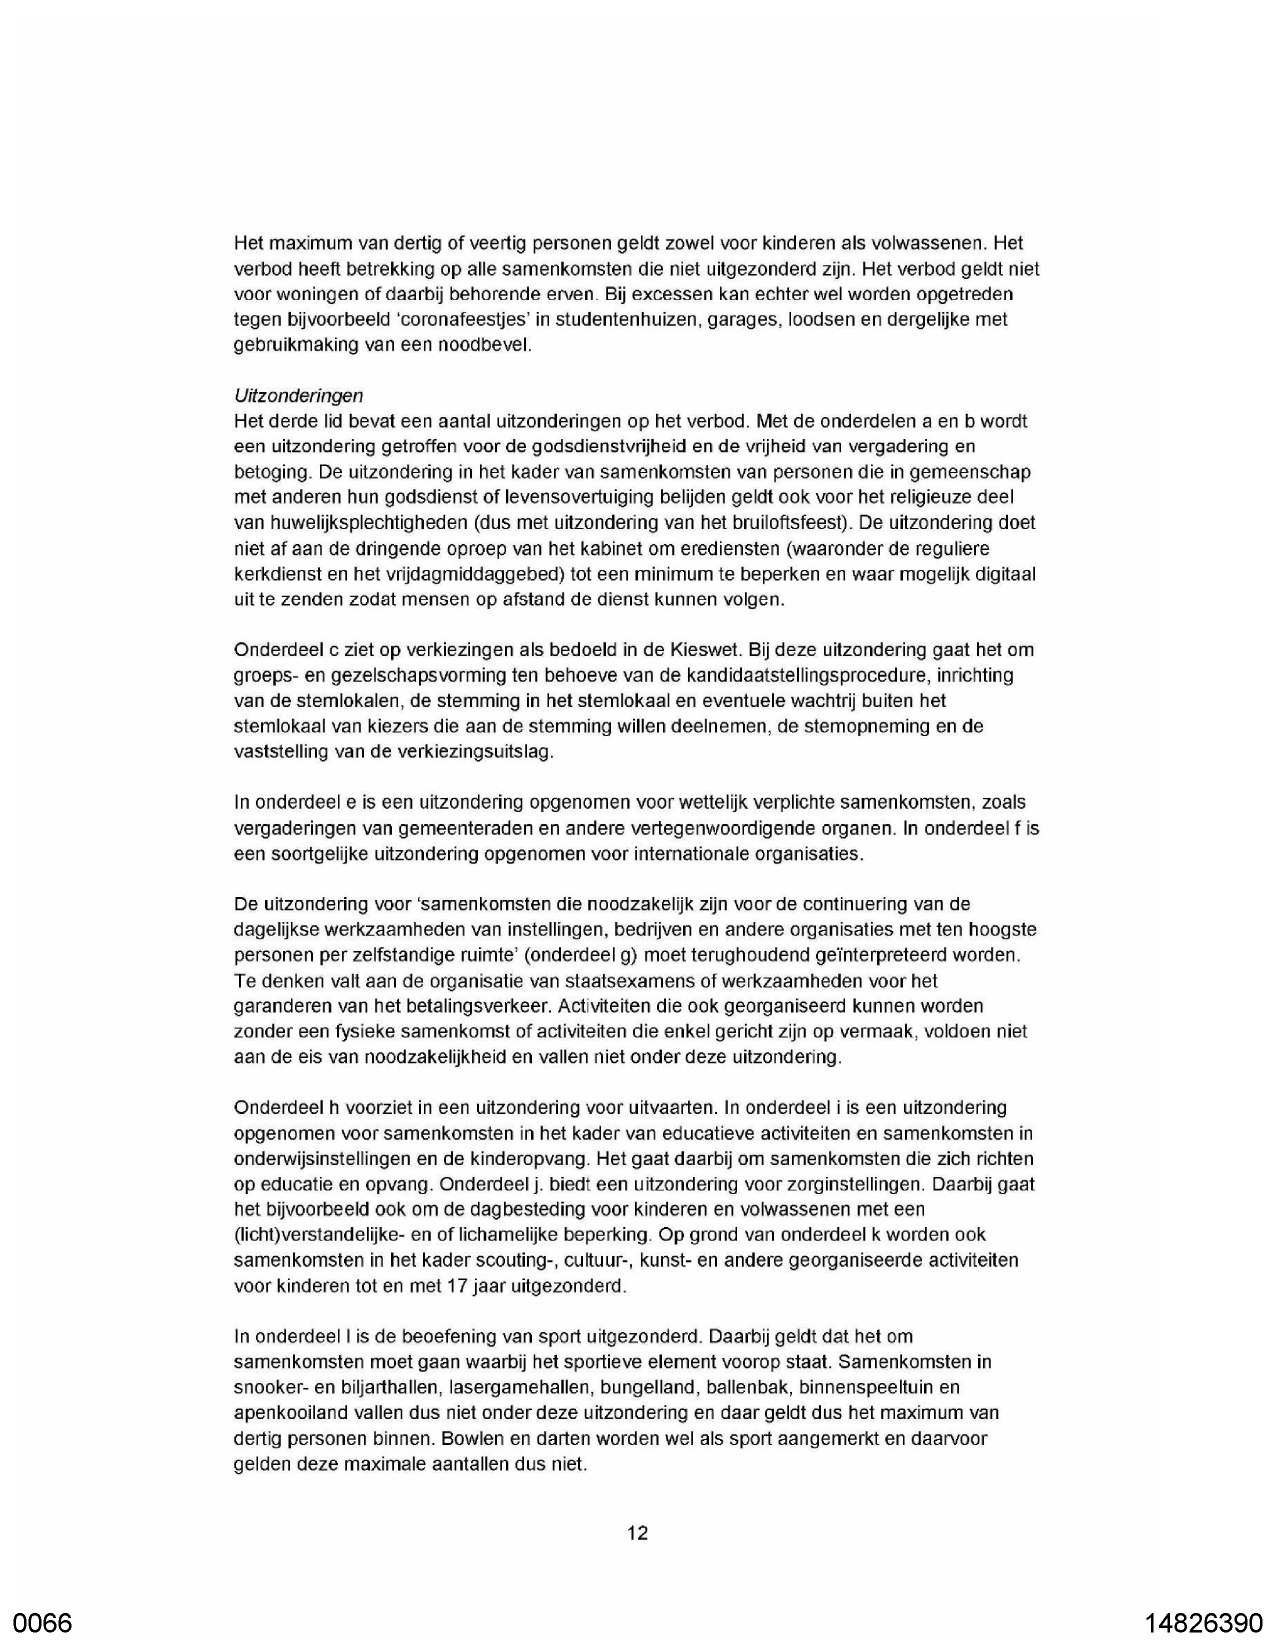 Het maximum van dertig of veertig personen geldt zowel voor kinderen als volwassenen. Het
verbod heeft betrekking op alle samenkomsten die niet uitgezonderd zijn. Het verbod geldt niet
voor woningen of daarbij behorende erven. Bij excessen kan echter wel worden opgetreden
tegen bijvoorbeeld ‘coronafeestjes’ in studentenhuizen, garages, loodsen en dergelijke met
gebruikmaking van een noodbevel.
Uitzonderingen
Het derde lid bevat een aantal uitzonderingen op het verbod. Met de onderdelen a en b wordt
een uitzondering getroffen voor de godsdienstvrijheid en de vrijheid van vergadering en
betoging. De uitzondering in het kader van samenkomsten van personen die in gemeenschap
met anderen hun godsdienst of levensovertuiging belijden geldt ook voor het religieuze deel
van huwelijksplechtigheden (dus met uitzondering van het bruiloftsfeest). De uitzondering doet
niet af aan de dringende oproep van het kabinet om erediensten (waaronder de reguliere
kerkdienst en het vrijdagmiddaggebed) tot een minimum te beperken en waar mogelijk digitaal
uit te zenden zodat mensen op afstand de dienst kunnen volgen.
Onderdeel c ziet op verkiezingen als bedoeld in de Kieswet. Bij deze uitzondering gaat het om
groeps- en gezelschapsvorming ten behoeve van de kandidaatstellingsprocedure, inrichting
van de stemlokalen, de stemming in het stemlokaal en eventuele wachtrij buiten het
stemlokaal van kiezers die aan de stemming willen deelnemen, de stemopneming en de
vaststelling van de verkiezingsuitslag.
In onderdeel e is een uitzondering opgenomen voor wettelijk verplichte samenkomsten, zoals
vergaderingen van gemeenteraden en andere vertegenwoordigende organen. In onderdeel f is
een soortgelijke uitzondering opgenomen voor internationale organisaties.
De uitzondering voor ‘samenkomsten die noodzakelijk zijn voor de continuering van de
dagelijkse werkzaamheden van instellingen, bedrijven en andere organisaties met ten hoogste
personen per zelfstandige ruimte’ (onderdeel g) moet terughoudend geïnterpreteerd worden.
Te denken valt aan de organisatie van staatsexamens of werkzaamheden voor het
garanderen van het betalingsverkeer. Activiteiten die ook georganiseerd kunnen worden
zonder een fysieke samenkomst of activiteiten die enkel gericht zijn op vermaak, voldoen niet
aan de eis van noodzakelijkheid en vallen niet onder deze uitzondering.
Onderdeel h voorziet in een uitzondering voor uitvaarten. In onderdeel i is een uitzondering
opgenomen voor samenkomsten in het kader van educatieve activiteiten en samenkomsten in
onderwijsinstellingen en de kinderopvang. Het gaat daarbij om samenkomsten die zich richten
op educatie en opvang. Onderdeel j. biedt een uitzondering voor zorginstellingen. Daarbij gaat
het bijvoorbeeld ook om de dagbesteding voor kinderen en volwassenen met een
(licht)verstandelijke- en of lichamelijke beperking. Op grond van onderdeel k worden ook
samenkomsten in het kader scouting-, cultuur-, kunst- en andere georganiseerde activiteiten
voor kinderen tot en met 17 jaar uitgezonderd.
In onderdeel l is de beoefening van sport uitgezonderd. Daarbij geldt dat het om
samenkomsten moet gaan waarbij het sportieve element voorop staat. Samenkomsten in
snooker- en biljarthallen, lasergamehallen, bungelland, ballenbak, binnenspeeltuin en
apenkooiland vallen dus niet onder deze uitzondering en daar geldt dus het maximum van
dertig personen binnen. Bowlen en darten worden wel als sport aangemerkt en daarvoor
gelden deze maximale aantallen dus niet.
12
0066
14826390